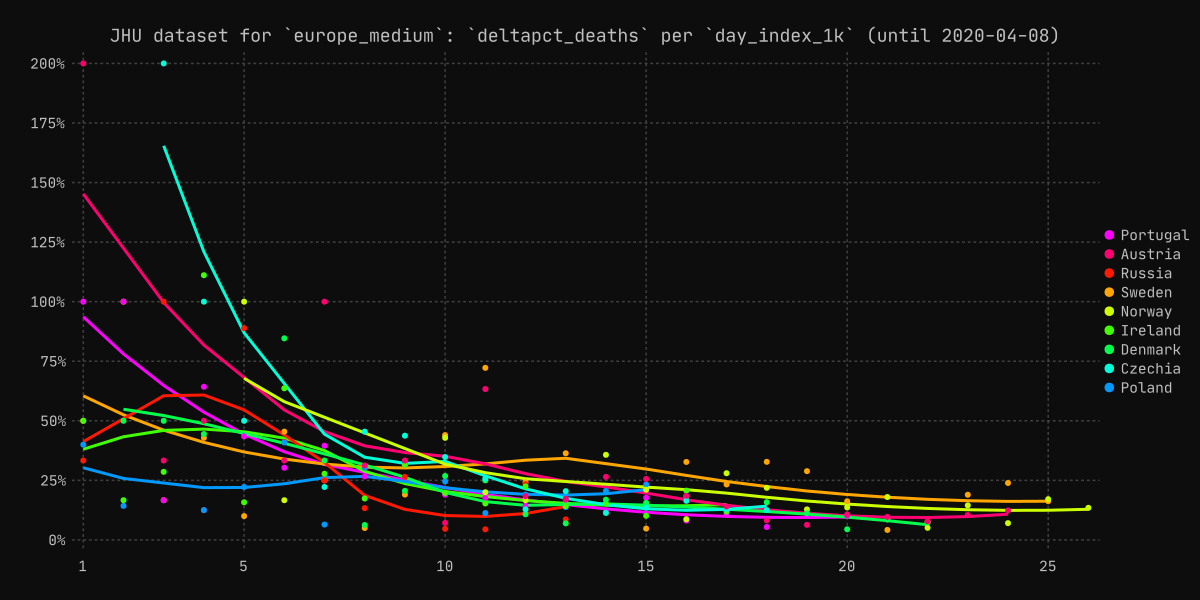 JHU dataset for `europe_medium`: `deltapct_deaths` per `day_index_1k` (until 2020-04-08)
200%
175%
150%
125%
100%
75%
50%
25%
0%
1 5 10 15 20 25
Portugal
Austria
Russia
Sweden
Norway
Ireland
Denmark
Czechia
Poland